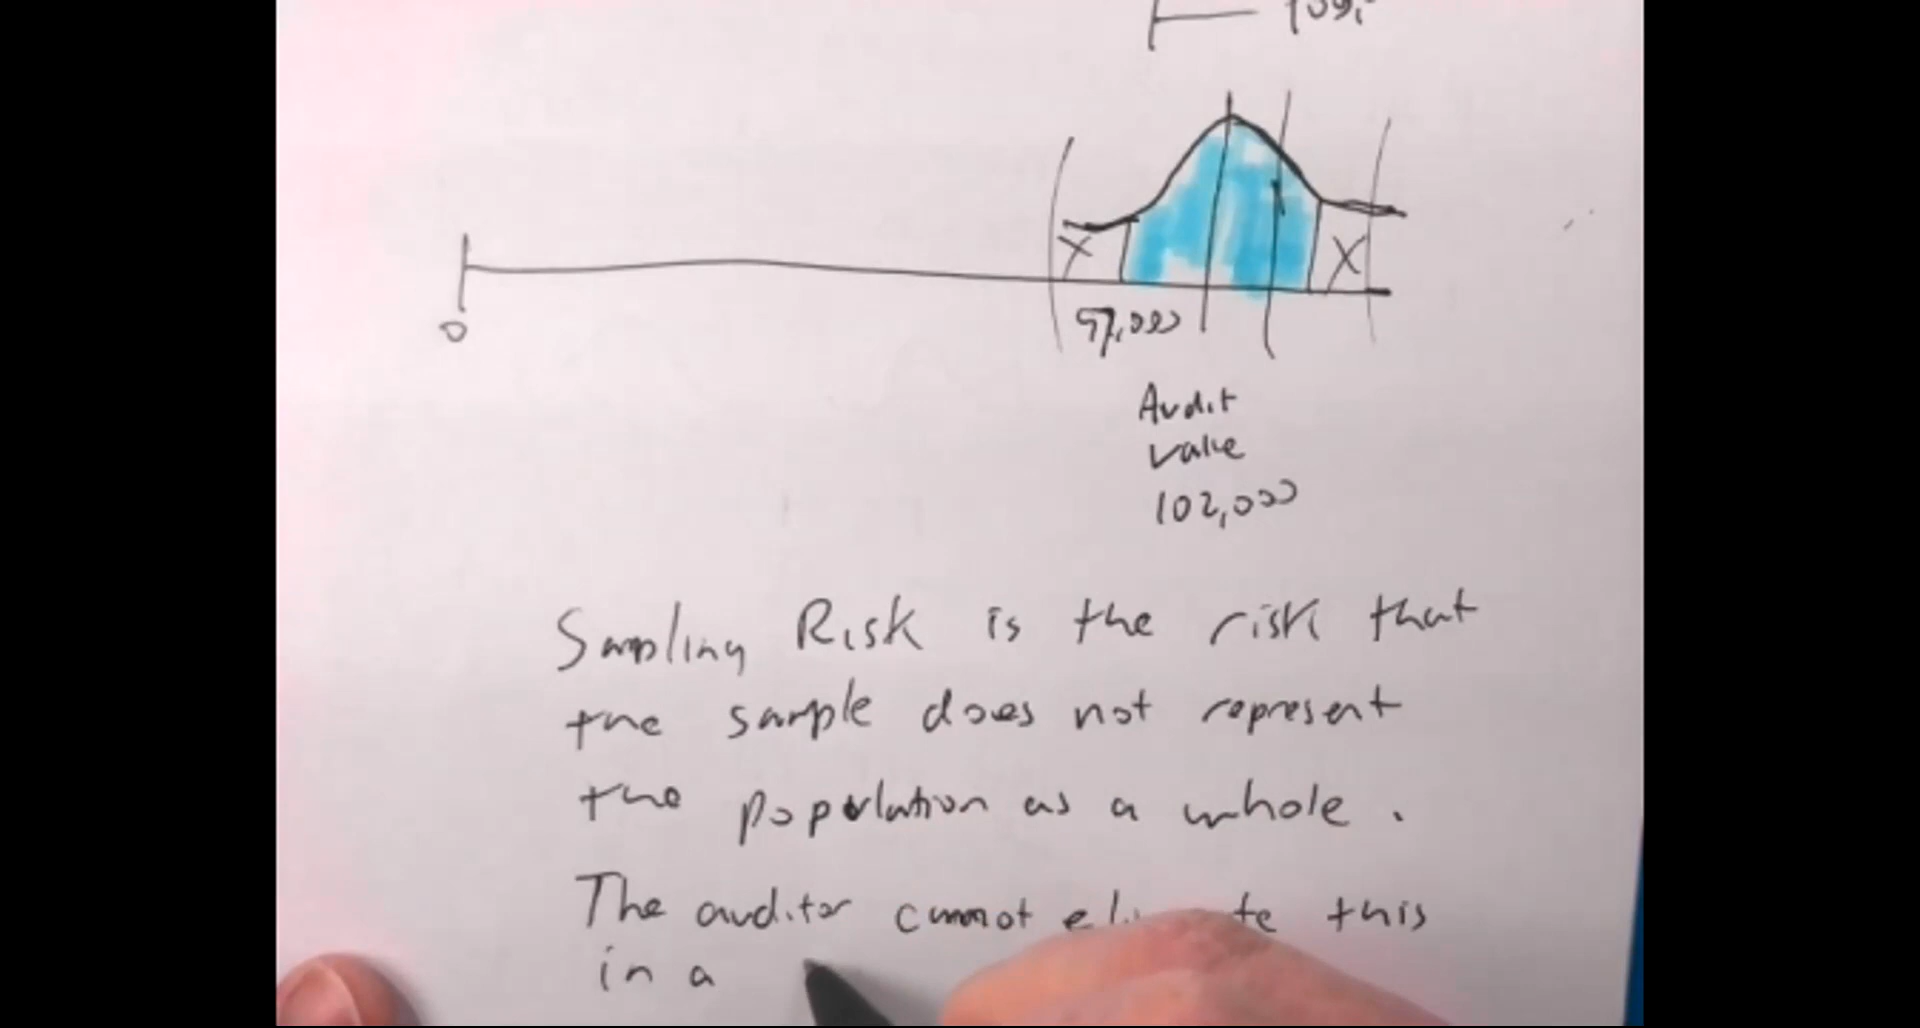 0
97,000
Audit
value
102,000
X
X
Sampling Risk is the risk that
the sample does not represent
the population as a whole.
The auditor cannot this
in a